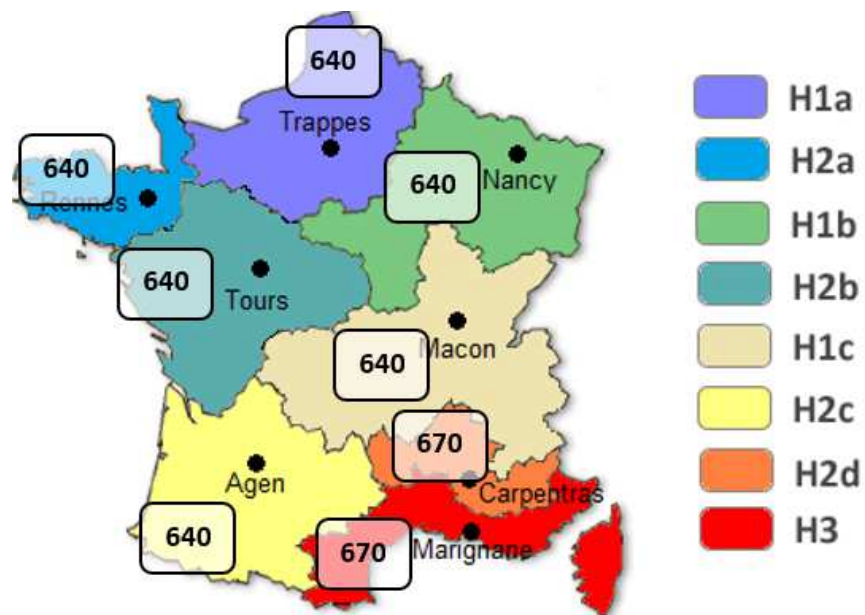 640
Trappes
640
Rennes
640
Nancy
640
Tours
640
Macon
670
Agen
Carpentras
640
670
Marignane
H1a
H2a
H1b
H2b
H1c
H2c
H2d
H3